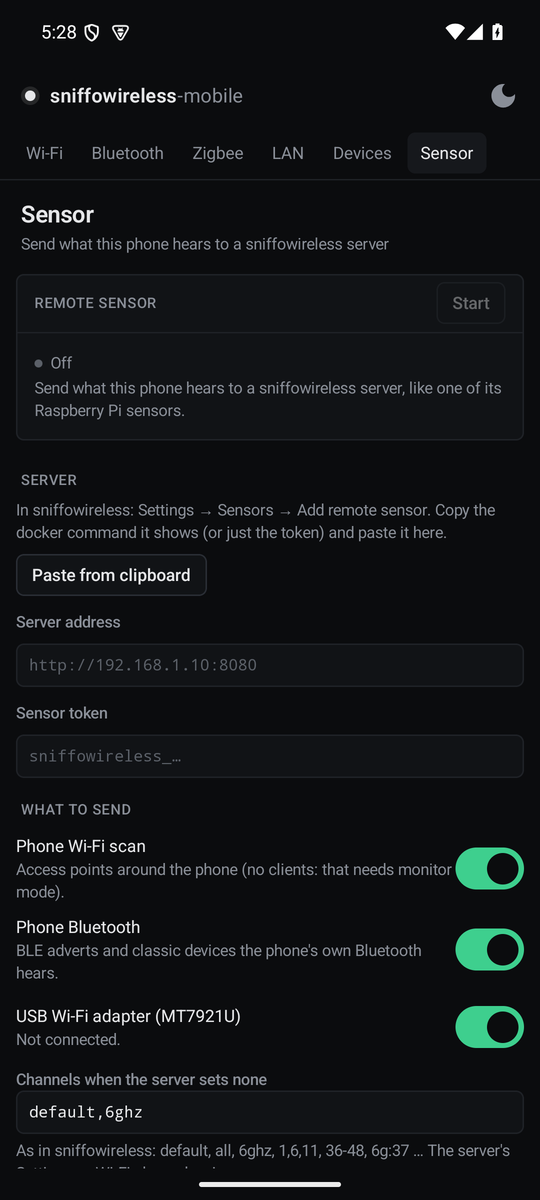 5:28
sniffowireless-mobile
Wi-Fi Bluetooth Zigbee LAN Devices Sensor
Sensor
Send what this phone hears to a sniffowireless server
REMOTE SENSOR Start
Off
Send what this phone hears to a sniffowireless server, like one of its
Raspberry Pi sensors.
SERVER
In sniffowireless: Settings → Sensors → Add remote sensor. Copy the
docker command it shows (or just the token) and paste it here.
Paste from clipboard
Server address
http://192.168.1.10:8080
Sensor token
sniffowireless_…
WHAT TO SEND
Phone Wi-Fi scan
Access points around the phone (no clients: that needs monitor
mode).
Phone Bluetooth
BLE adverts and classic devices the phone's own Bluetooth
hears.
USB Wi-Fi adapter (MT7921U)
Not connected.
Channels when the server sets none
default,6ghz
As in sniffowireless: default, all, 6ghz, 1,6,11, 36-48, 6g:37 … The server's